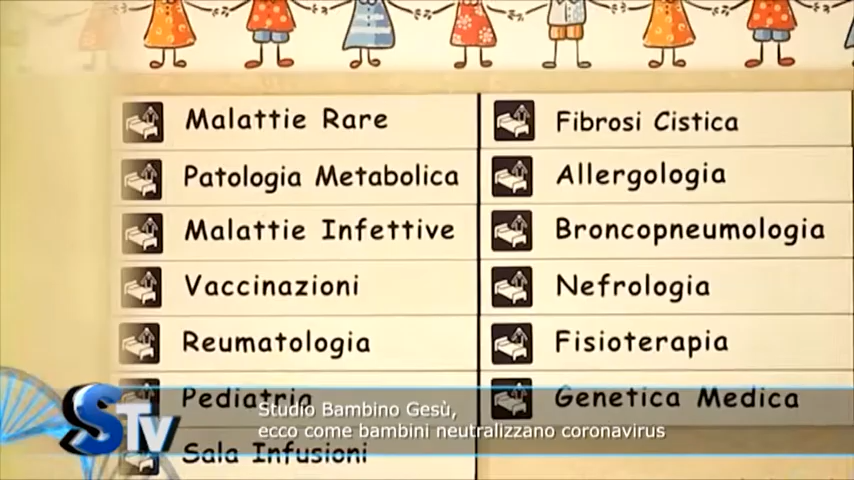 Malattie Rare
Patologia Metabolica
Malattie Infettive
Vaccinazioni
Reumatologia
Pediatria
Sala Infusioni
Fibrosi Cistica
Allergologia
Broncopneumologia
Nefrologia
Fisioterapia
Genetica Medica
STv
Studio Bambino Gesù,
ecco come bambini neutralizzano coronavirus